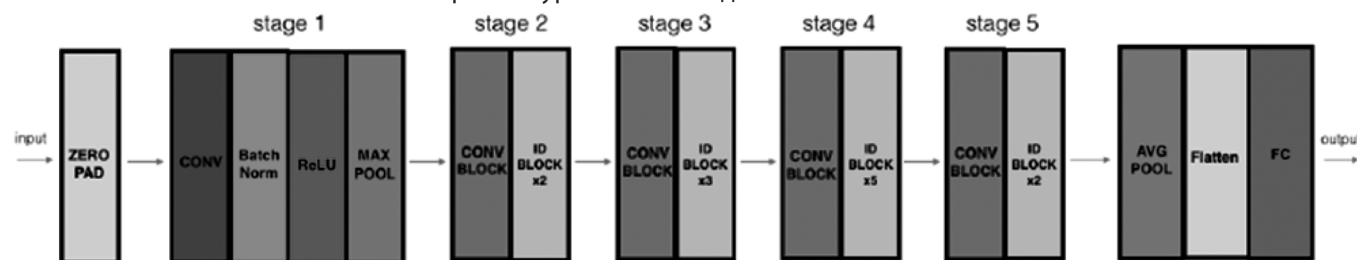 stage 1
stage 2
stage 3
stage 4
stage 5
input
ZERO
PAD
CONV
Batch
Norm
ReLU
MAX
POOL
CONV
BLOCK
ID
BLOCK
x2
CONV
BLOCK
ID
BLOCK
x3
CONV
BLOCK
ID
BLOCK
x5
CONV
BLOCK
ID
BLOCK
x2
AVG
POOL
Flatten
FC
output